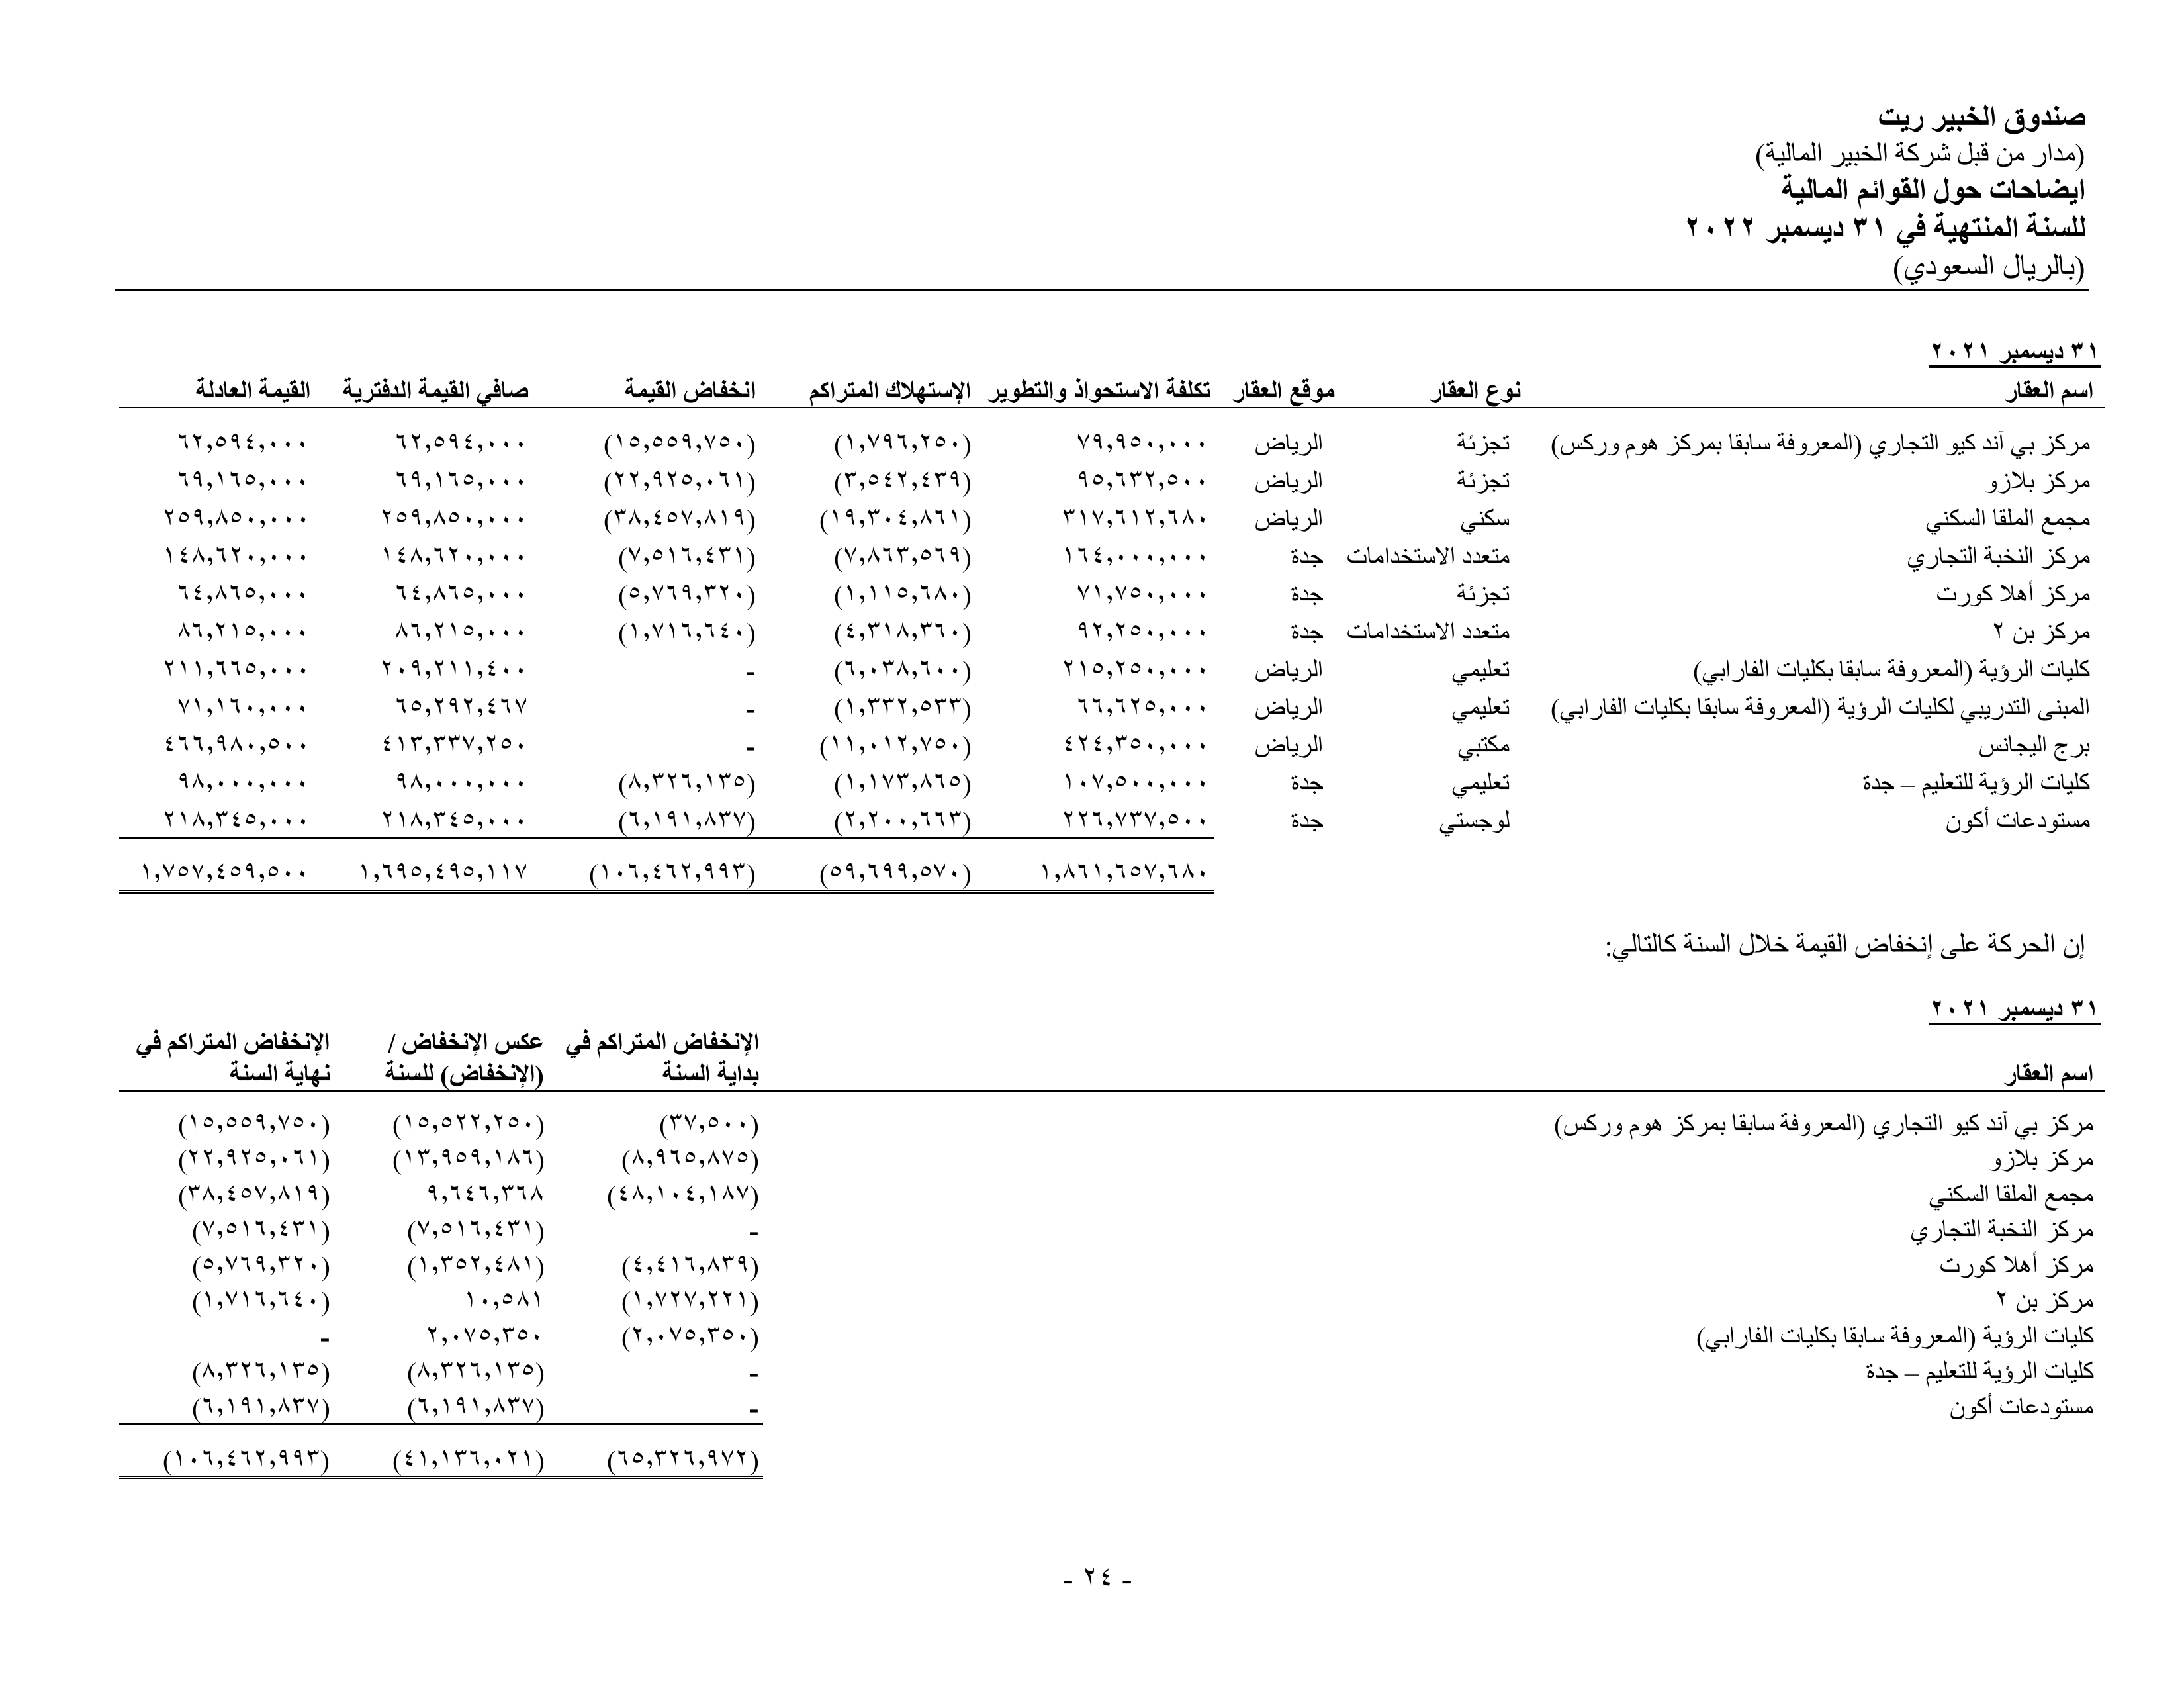 صندوق الخبير ريت
(مدار من قبل شركة الخبير المالية)
ايضاحات حول القوائم المالية
للسنة المنتهية في ٣١ ديسمبر ٢٠٢٢
(بالريال السعودي)
٣١ ديسمبر ٢٠٢١
اسم العقار نوع العقار موقع العقار تكلفة الاستحواذ والتطوير الإستهلاك المتراكم انخفاض القيمة صافي القيمة الدفترية القيمة العادلة
مركز بي آند كيو التجاري (المعروفة سابقا بمركز هوم وركس) تجزئة الرياض ٧٩,٩٥٠,٠٠٠ (١,٧٩٦,٢٥٠) (١٥,٥٥٩,٧٥٠) ٦٢,٥٩٤,٠٠٠ ٦٢,٥٩٤,٠٠٠
مركز بلازو تجزئة الرياض ٩٥,٦٣٢,٥٠٠ (٣,٥٤٢,٤٣٩) (٢٢,٩٢٥,٠٦١) ٦٩,١٦٥,٠٠٠ ٦٩,١٦٥,٠٠٠
مجمع الملقا السكني سكني الرياض ٣١٧,٦١٢,٦٨٠ (١٩,٣٠٤,٨٦١) (٣٨,٤٥٧,٨١٩) ٢٥٩,٨٥٠,٠٠٠ ٢٥٩,٨٥٠,٠٠٠
مركز النخبة التجاري متعدد الاستخدامات جدة ١٦٤,٠٠٠,٠٠٠ (٧,٨٦٣,٥٦٩) (٧,٥١٦,٤٣١) ١٤٨,٦٢٠,٠٠٠ ١٤٨,٦٢٠,٠٠٠
مركز أهلا كورت تجزئة جدة ٧١,٧٥٠,٠٠٠ (١,١١٥,٦٨٠) (٥,٧٦٩,٣٢٠) ٦٤,٨٦٥,٠٠٠ ٦٤,٨٦٥,٠٠٠
مركز بن ٢ متعدد الاستخدامات جدة ٩٢,٢٥٠,٠٠٠ (٤,٣١٨,٣٦٠) (١,٧١٦,٦٤٠) ٨٦,٢١٥,٠٠٠ ٨٦,٢١٥,٠٠٠
كليات الرؤية (المعروفة سابقا بكليات الفارابي) تعليمي الرياض ٢١٥,٢٥٠,٠٠٠ (٦,٠٣٨,٦٠٠) - ٢٠٩,٢١١,٤٠٠ ٢١١,٦٦٥,٠٠٠
المبنى التدريبي لكليات الرؤية (المعروفة سابقا بكليات الفارابي) تعليمي الرياض ٦٦,٦٢٥,٠٠٠ (١,٣٣٢,٥٣٣) - ٦٥,٢٩٢,٤٦٧ ٧١,١٦٠,٠٠٠
برج اليجانس مكتبي الرياض ٤٢٤,٣٥٠,٠٠٠ (١١,٠١٢,٧٥٠) - ٤١٣,٣٣٧,٢٥٠ ٤٦٦,٩٨٠,٥٠٠
كليات الرؤية للتعليم – جدة تعليمي جدة ١٠٧,٥٠٠,٠٠٠ (١,١٧٣,٨٦٥) (٨,٣٢٦,١٣٥) ٩٨,٠٠٠,٠٠٠ ٩٨,٠٠٠,٠٠٠
مستودعات أكون لوجستي جدة ٢٢٦,٧٣٧,٥٠٠ (٢,٢٠٠,٦٦٣) (٦,١٩١,٨٣٧) ٢١٨,٣٤٥,٠٠٠ ٢١٨,٣٤٥,٠٠٠
١,٨٦١,٦٥٧,٦٨٠ (٥٩,٦٩٩,٥٧٠) (١٠٦,٤٦٢,٩٩٣) ١,٦٩٥,٤٩٥,١١٧ ١,٧٥٧,٤٥٩,٥٠٠
إن الحركة على إنخفاض القيمة خلال السنة كالتالي:
٣١ ديسمبر ٢٠٢١
الإنخفاض المتراكم في عكس الإنخفاض / الإنخفاض المتراكم في
اسم العقار بداية السنة (الإنخفاض) للسنة نهاية السنة
مركز بي آند كيو التجاري (المعروفة سابقا بمركز هوم وركس) (٣٧,٥٠٠) (١٥,٥٢٢,٢٥٠) (١٥,٥٥٩,٧٥٠)
مركز بلازو (٨,٩٦٥,٨٧٥) (١٣,٩٥٩,١٨٦) (٢٢,٩٢٥,٠٦١)
مجمع الملقا السكني (٤٨,١٠٤,١٨٧) ٩,٦٤٦,٣٦٨ (٣٨,٤٥٧,٨١٩)
مركز النخبة التجاري - (٧,٥١٦,٤٣١) (٧,٥١٦,٤٣١)
مركز أهلا كورت (٤,٤١٦,٨٣٩) (١,٣٥٢,٤٨١) (٥,٧٦٩,٣٢٠)
مركز بن ٢ (١,٧٢٧,٢٢١) ١٠,٥٨١ (١,٧١٦,٦٤٠)
كليات الرؤية (المعروفة سابقا بكليات الفارابي) (٢,٠٧٥,٣٥٠) ٢,٠٧٥,٣٥٠ -
كليات الرؤية للتعليم – جدة - (٨,٣٢٦,١٣٥) (٨,٣٢٦,١٣٥)
مستودعات أكون - (٦,١٩١,٨٣٧) (٦,١٩١,٨٣٧)
(٦٥,٣٢٦,٩٧٢) (٤١,١٣٦,٠٢١) (١٠٦,٤٦٢,٩٩٣)
- ٢٤ -